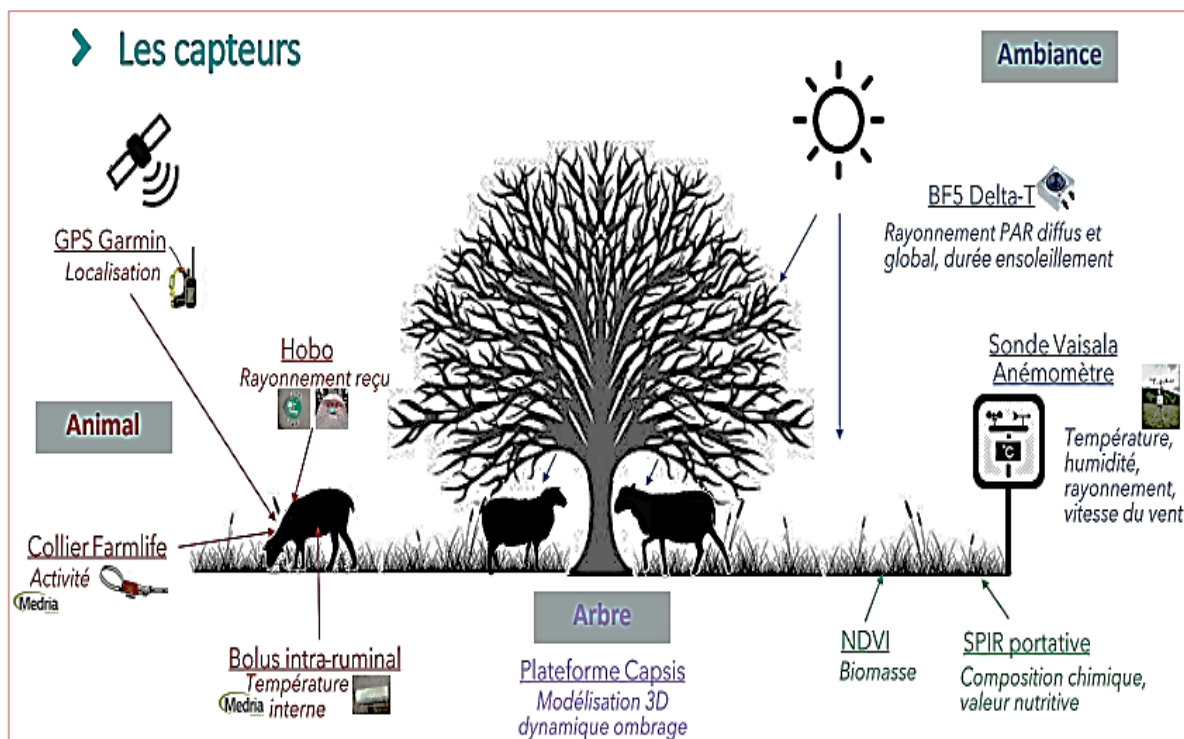 Les capteurs
Ambiance
GPS Garmin
Localisation
BF5 Delta-T
Rayonnement PAR diffus et
global, durée ensoleillement
Hobo
Rayonnement reçu
Animal
Sonde Vaisala
Anémomètre
°C
Température,
humidité,
rayonnement,
vitesse du vent
Collier Farmlife
Activité
Medria
Bolus intra-ruminal
Température
interne
Medria
Arbre
Plateforme Capsis
Modélisation 3D
dynamique ombrage
NDVI
Biomasse
SPIR portative
Composition chimique,
valeur nutritive